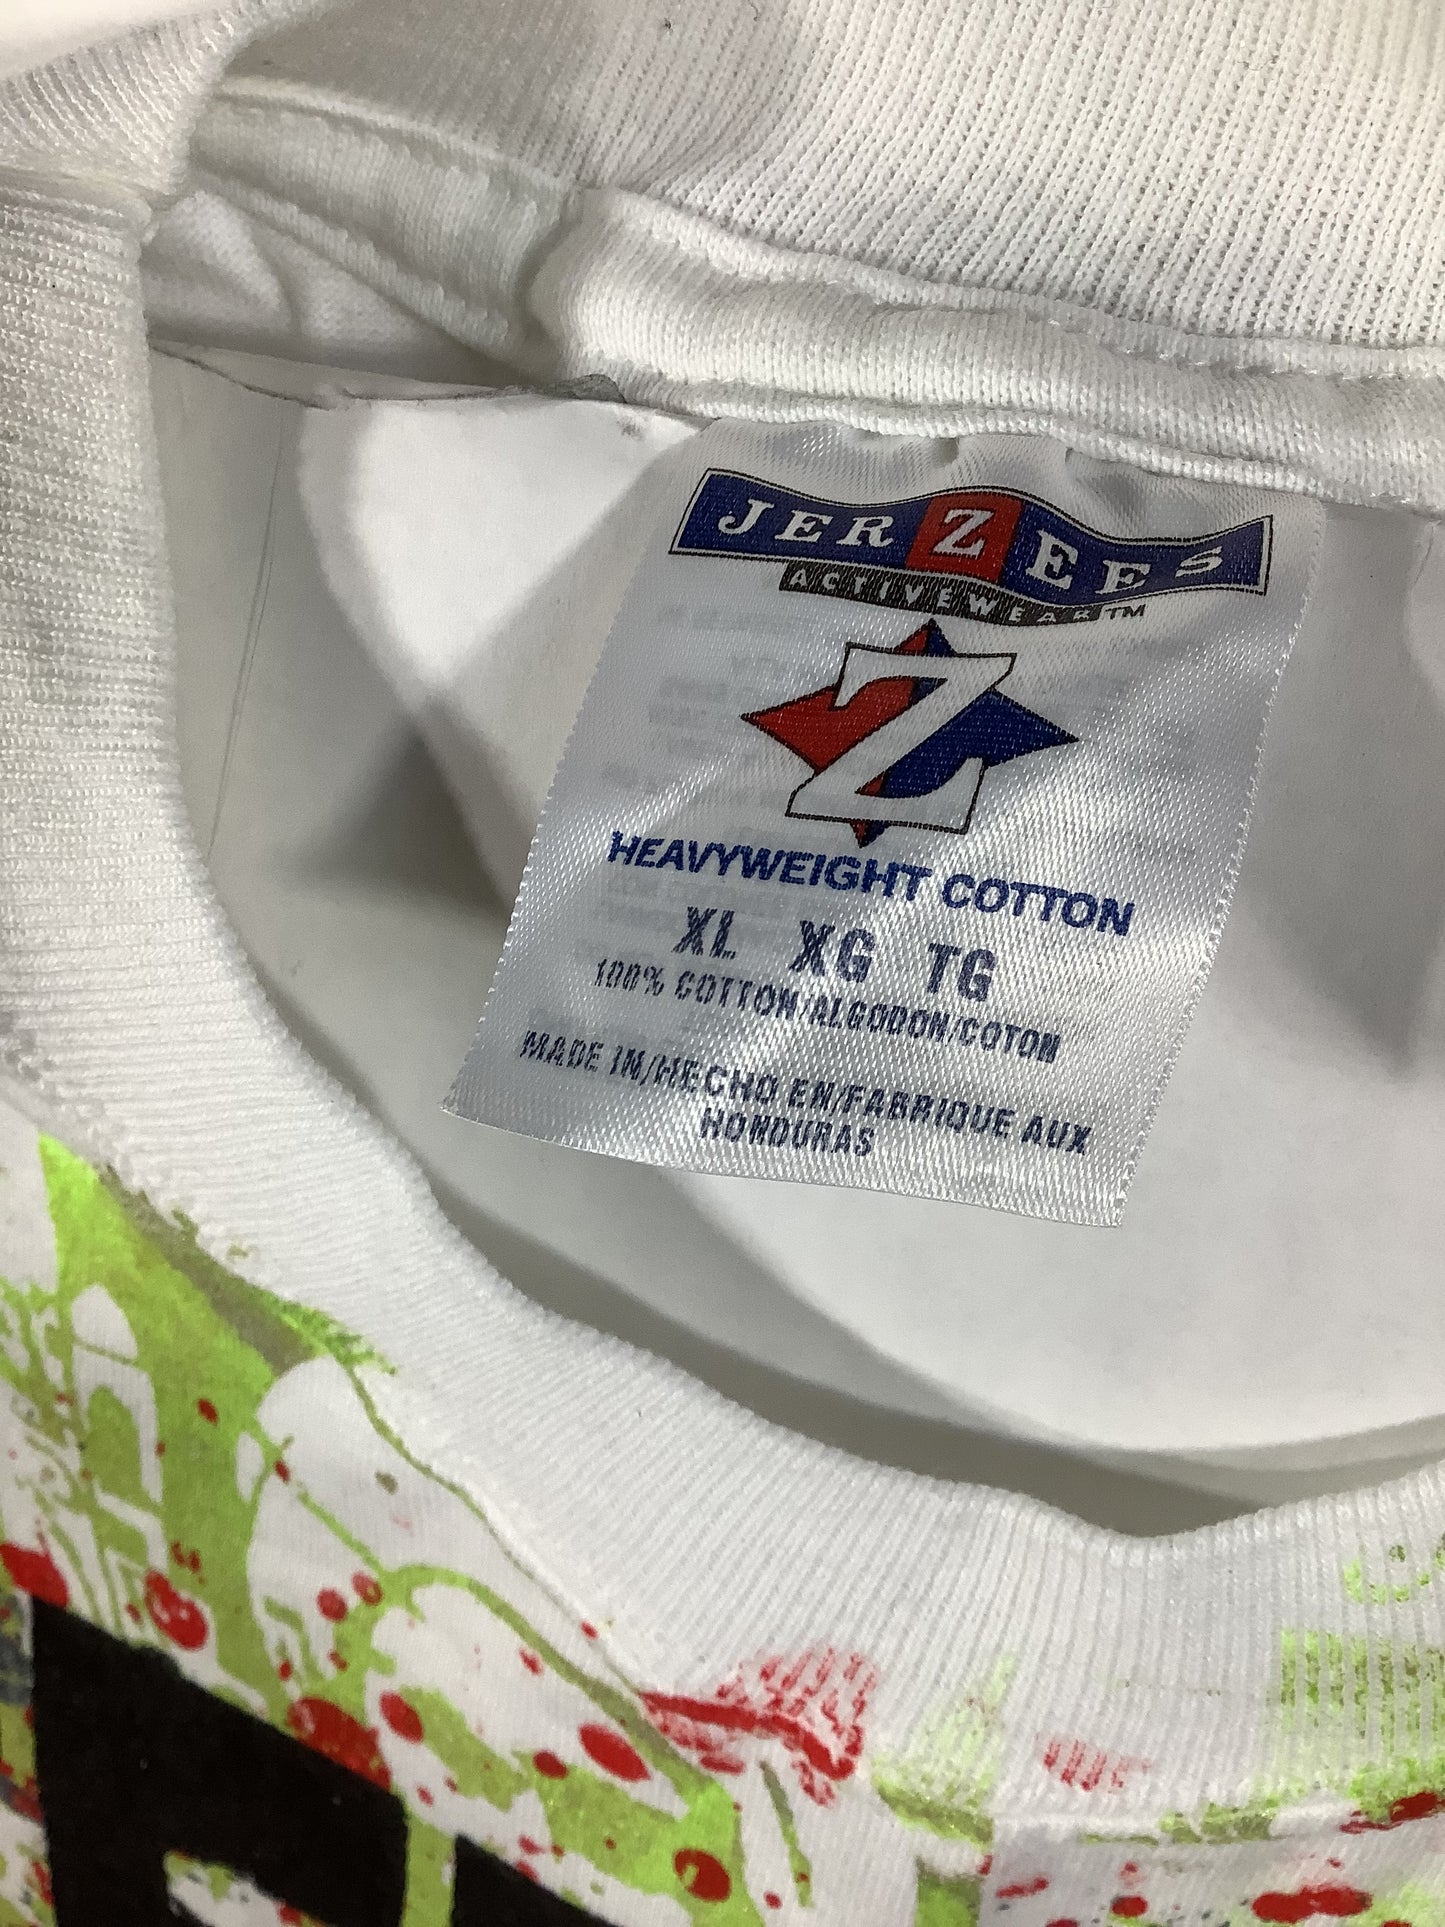 JERZEES
ACTIVEWEAR™
Z
HEAVYWEIGHT COTTON
XL XG TG
100% COTTON/ALGODON/COTON
MADE IN/HECHO EN/FABRIQUE AUX
HONDURAS